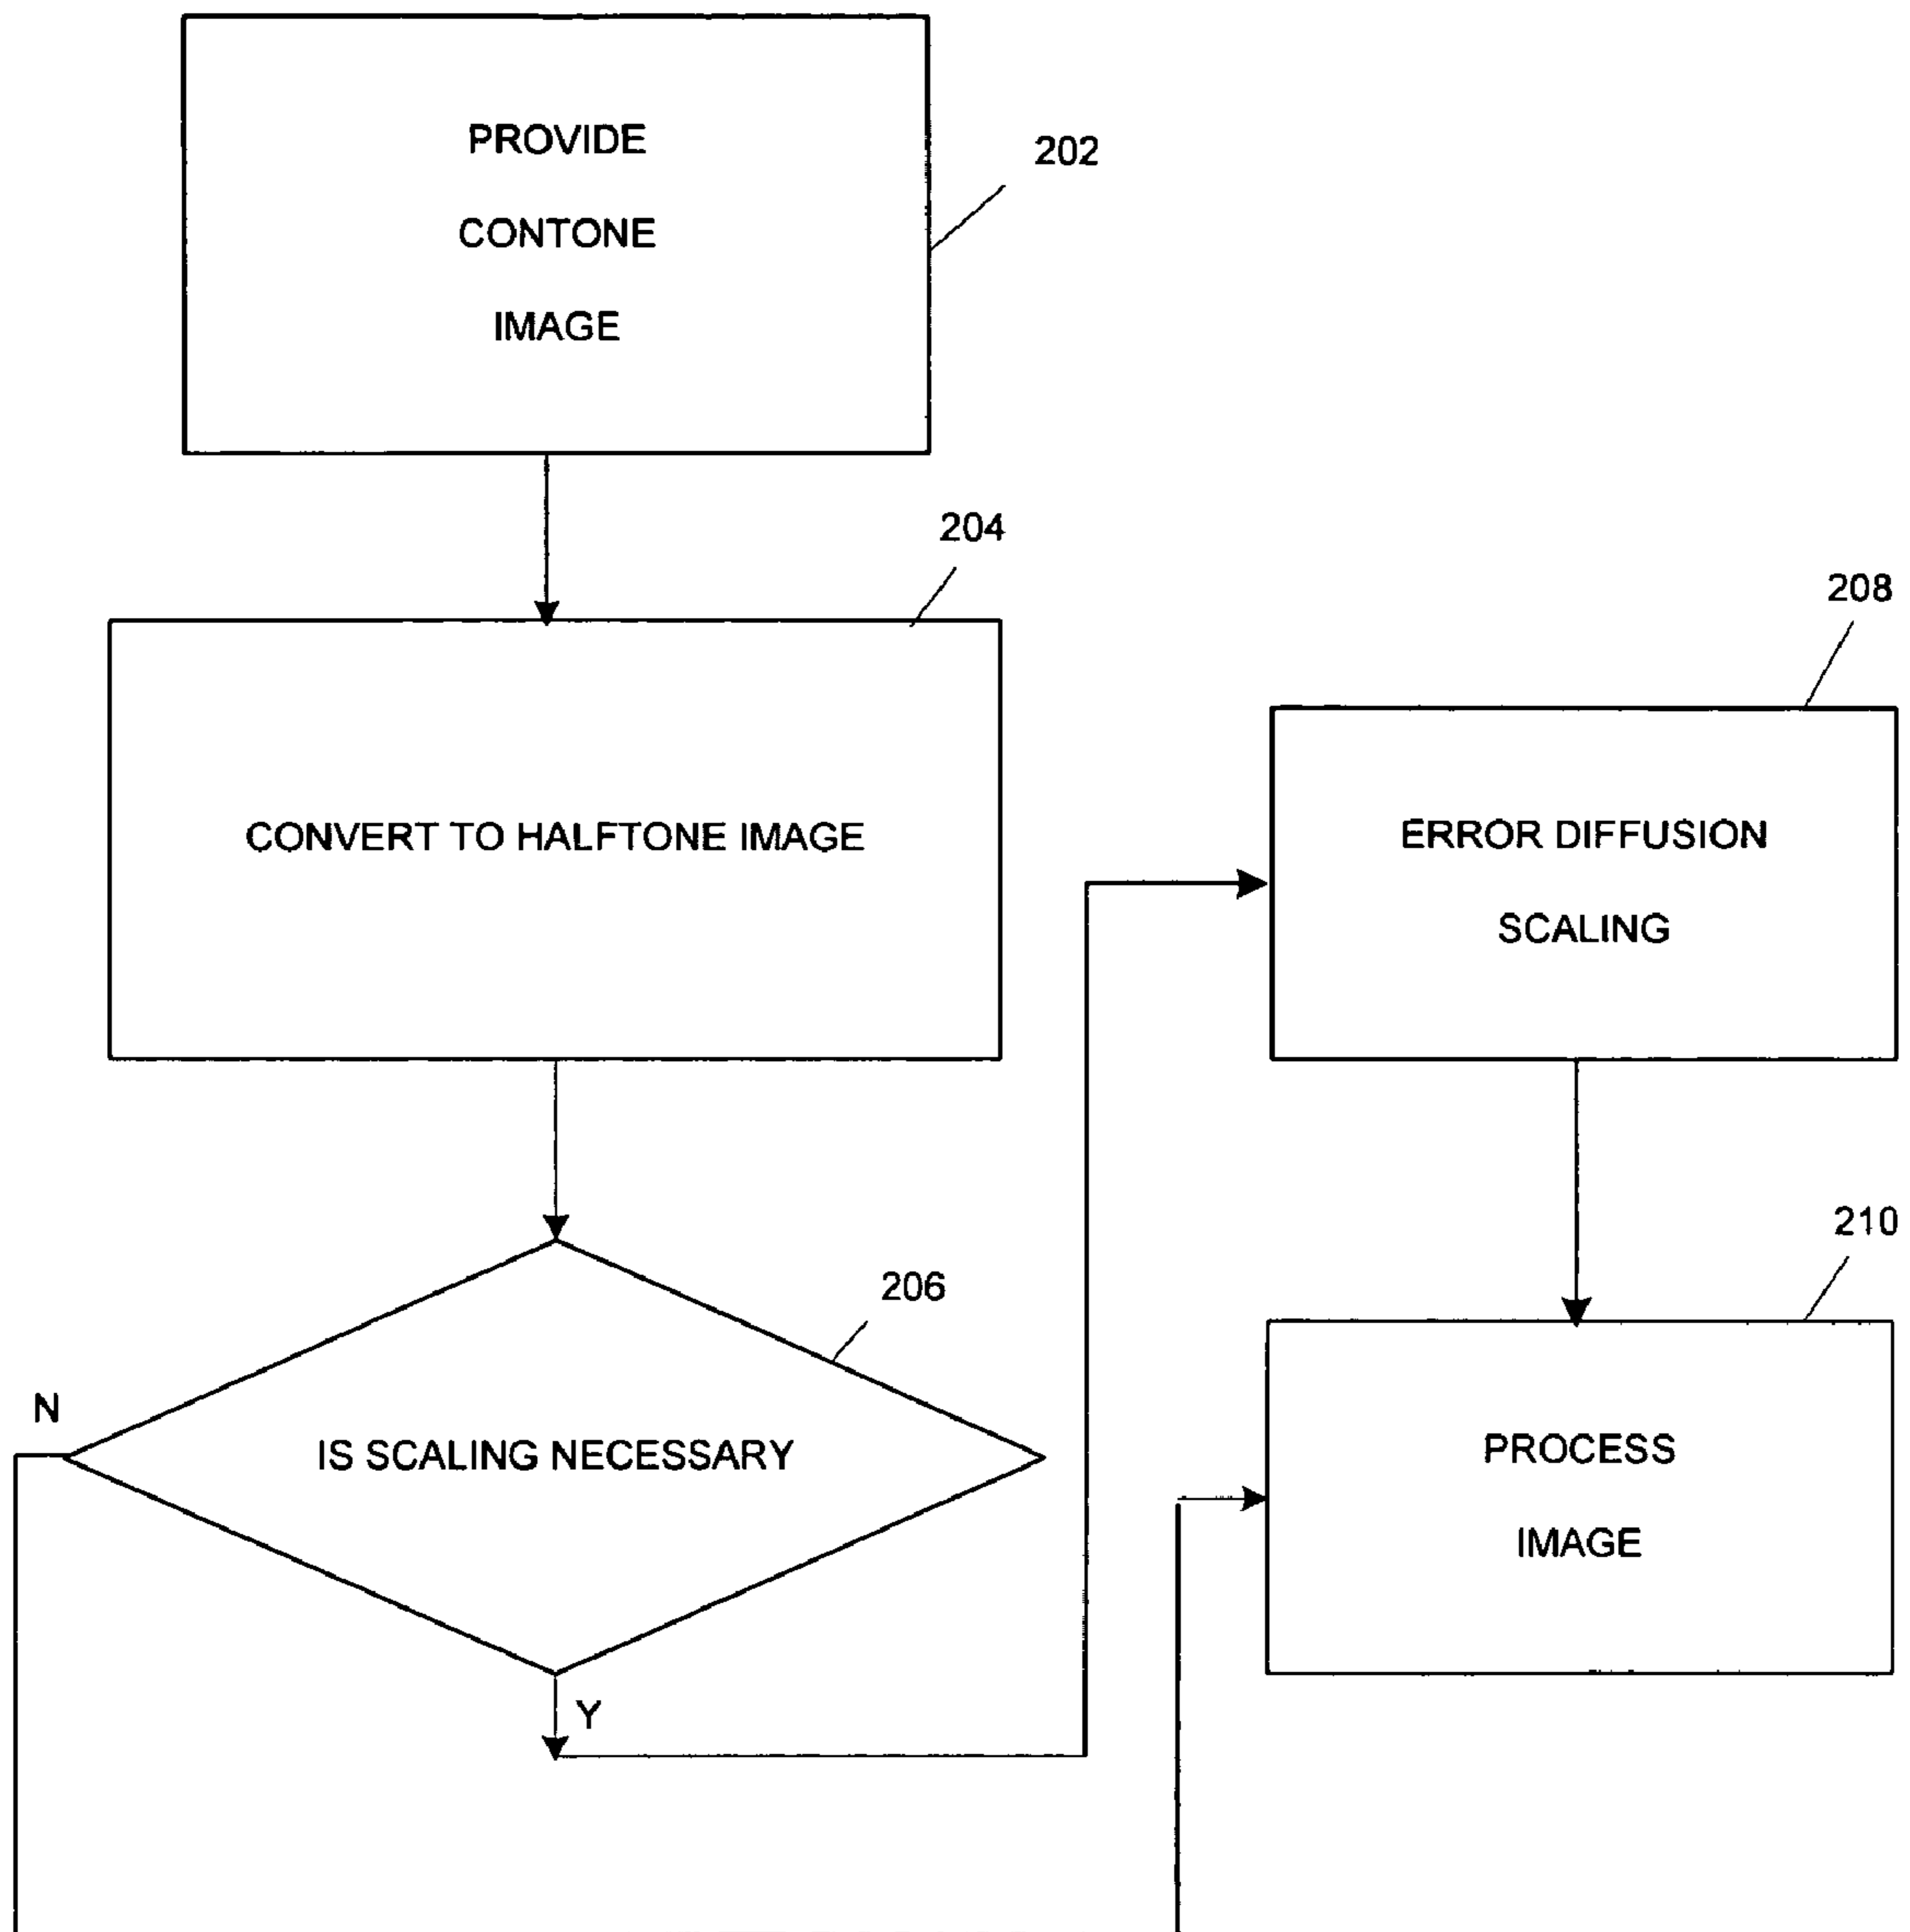 PROVIDE
CONTONE
IMAGE
202
204
CONVERT TO HALFTONE IMAGE
206
IS SCALING NECESSARY
N
Y
208
ERROR DIFFUSION
SCALING
210
PROCESS
IMAGE